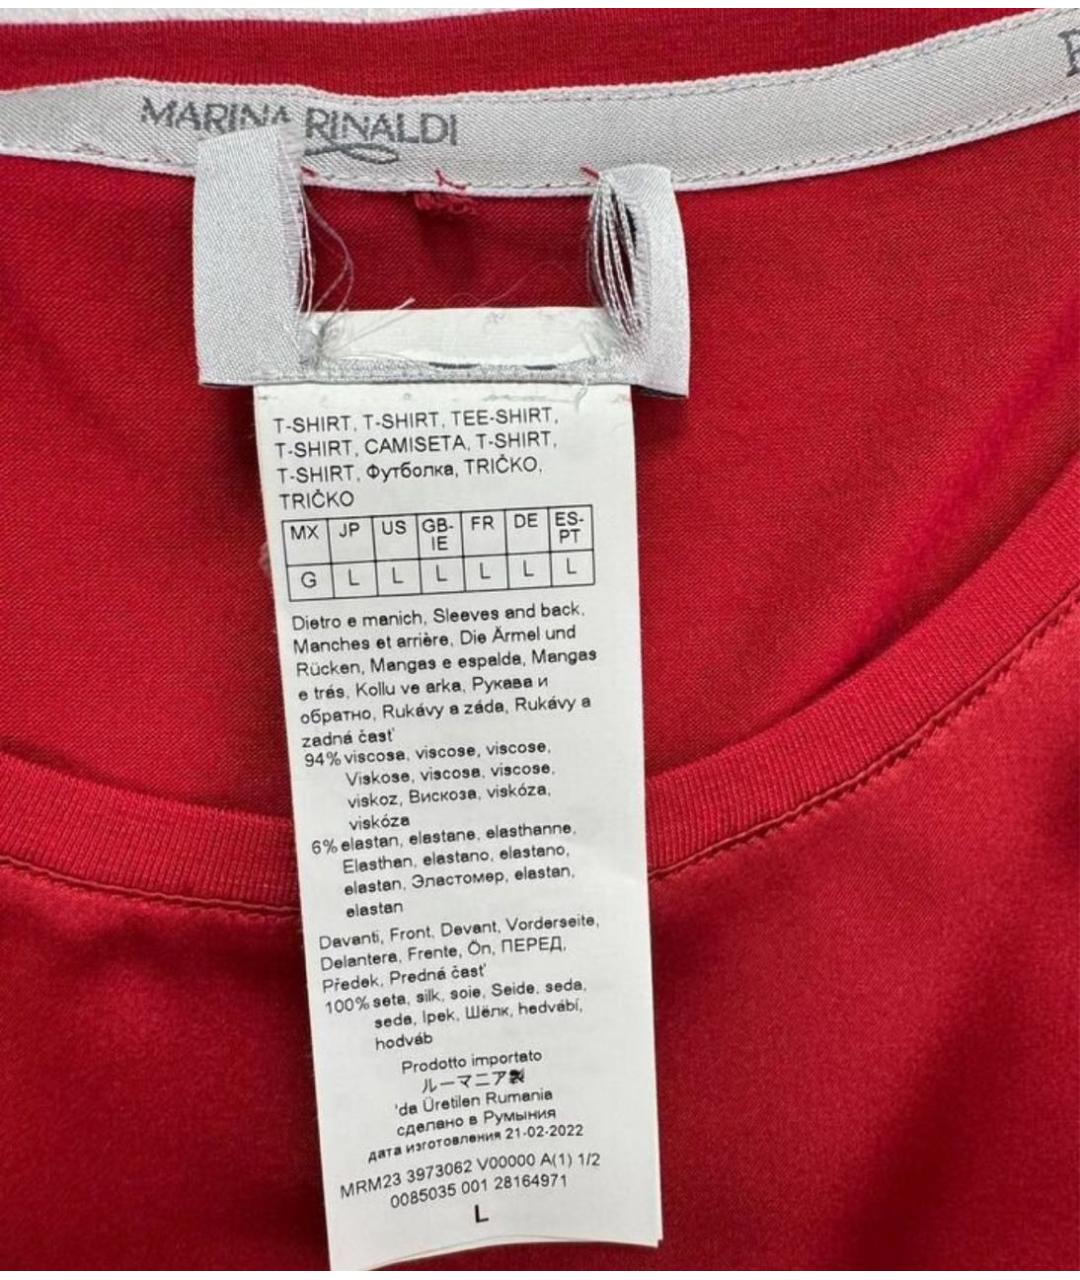 MARINA RINALDI
T-SHIRT, T-SHIRT, TEE-SHIRT,
T-SHIRT, CAMISETA, T-SHIRT,
T-SHIRT, Футболка, TRIČKO,
TRIČKO
MX JP US GB-IE FR DE ES-PT
G L L L L L L
Dietro e manich, Sleeves and back,
Manches et arrière, Die Ärmel und
Rücken, Mangas e espalda, Mangas
e trás, Kollu ve arka, Рукава и
обратно, Rukávy a záda, Rukávy a
zadná časť
94% viscosa, viscose, viscose,
Viskose, viscosa, viscose,
viskoz, Вискоза, viskóza,
viskóza
6% elastan, elastane, elasthanne,
Elasthan, elastano, elastano,
elastan, Эластомер, elastan,
elastan
Davanti, Front, Devant, Vorderseite,
Delantera, Frente, Ön, ПЕРЕД,
Předek, Predná časť
100% seta, silk, soie, Seide, seda,
seda, Ipek, Шёлк, hedvábí,
hodváb
Prodotto importato
ルーマニア製
'da Üretilen Rumania
сделано в Румыния
дата изготовления 21-02-2022
MRM23 3973062 V00000 A(1) 1/2
0085035 001 28164971
L